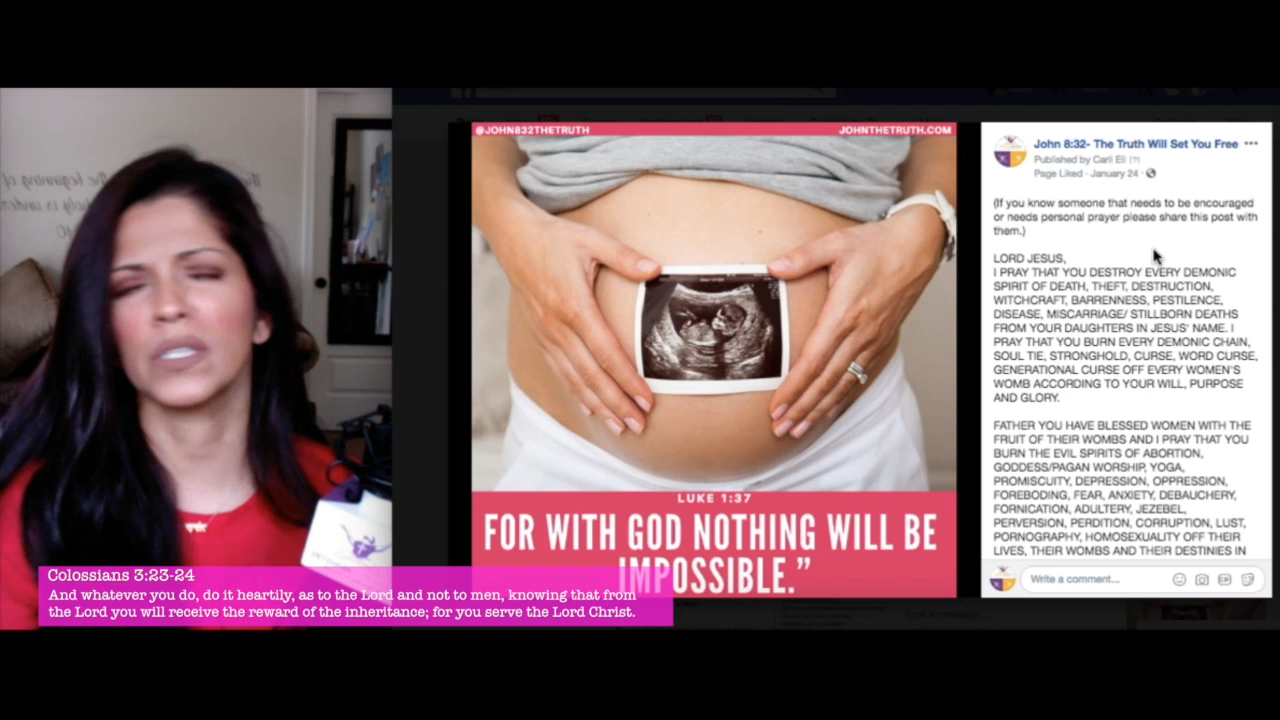 @JOHN832THETRUTH
JOHNTHETRUTH.COM
LUKE 1:37
FOR WITH GOD NOTHING WILL BE
IMPOSSIBLE.”
John 8:32- The Truth Will Set You Free
Published by Carli Eli [?]
Page Liked · January 24 ·
(If you know someone that needs to be encouraged
or needs personal prayer please share this post with
them.)
LORD JESUS,
I PRAY THAT YOU DESTROY EVERY DEMONIC
SPIRIT OF DEATH, THEFT, DESTRUCTION,
WITCHCRAFT, BARRENNESS, PESTILENCE,
DISEASE, MISCARRIAGE/ STILLBORN DEATHS
FROM YOUR DAUGHTERS IN JESUS' NAME. I
PRAY THAT YOU BURN EVERY DEMONIC CHAIN,
SOUL TIE, STRONGHOLD, CURSE, WORD CURSE,
GENERATIONAL CURSE OFF EVERY WOMEN'S
WOMB ACCORDING TO YOUR WILL, PURPOSE
AND GLORY.
FATHER YOU HAVE BLESSED WOMEN WITH THE
FRUIT OF THEIR WOMBS AND I PRAY THAT YOU
BURN THE EVIL SPIRITS OF ABORTION,
GODDESS/PAGAN WORSHIP, YOGA,
PROMISCUITY, DEPRESSION, OPPRESSION,
FOREBODING, FEAR, ANXIETY, DEBAUCHERY,
FORNICATION, ADULTERY, JEZEBEL,
PERVERSION, PERDITION, CORRUPTION, LUST,
PORNOGRAPHY, HOMOSEXUALITY OFF THEIR
LIVES, THEIR WOMBS AND THEIR DESTINIES IN
Write a comment...
Colossians 3:23-24
And whatever you do, do it heartily, as to the Lord and not to men, knowing that from
the Lord you will receive the reward of the inheritance; for you serve the Lord Christ.